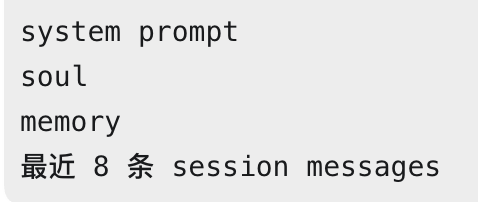 system prompt
soul
memory
最近 8 条 session messages